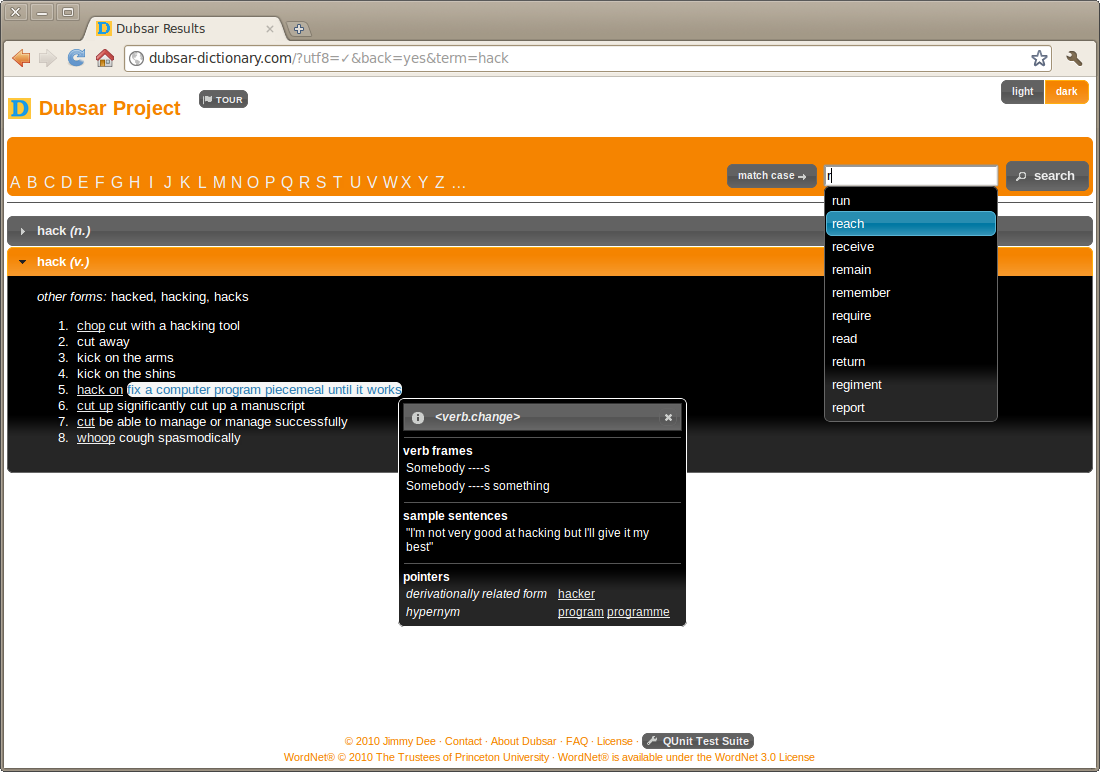 Dubsar Results
dubsar-dictionary.com/?utf8=✓&back=yes&term=hack
light dark
D Dubsar Project TOUR
A B C D E F G H I J K L M N O P Q R S T U V W X Y Z ...
match case → r search
run
reach
receive
remain
remember
require
read
return
regiment
report
hack (n.)
hack (v.)
other forms: hacked, hacking, hacks
1. chop cut with a hacking tool
2. cut away
3. kick on the arms
4. kick on the shins
5. hack on fix a computer program piecemeal until it works
6. cut up significantly cut up a manuscript
7. cut be able to manage or manage successfully
8. whoop cough spasmodically
<verb.change>
verb frames
Somebody ----s
Somebody ----s something
sample sentences
"I'm not very good at hacking but I'll give it my
best"
pointers
derivationally related form hacker
hypernym program programme
© 2010 Jimmy Dee · Contact · About Dubsar · FAQ · License · QUnit Test Suite
WordNet® © 2010 The Trustees of Princeton University · WordNet® is available under the WordNet 3.0 License